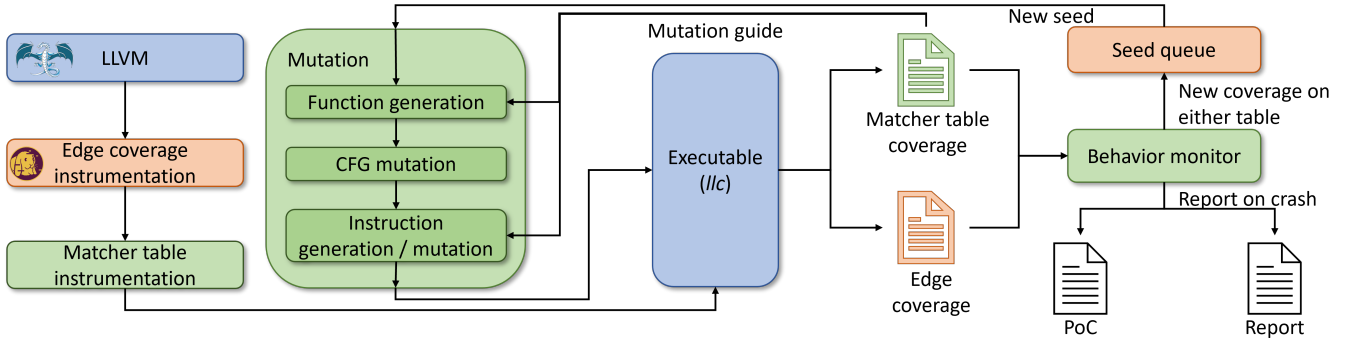 LLVM
Edge coverage
instrumentation
Matcher table
instrumentation
Mutation
Function generation
CFG mutation
Instruction
generation / mutation
Mutation guide
Executable
(llc)
Matcher table
coverage
Edge
coverage
New seed
Seed queue
New coverage on
either table
Behavior monitor
Report on crash
PoC
Report